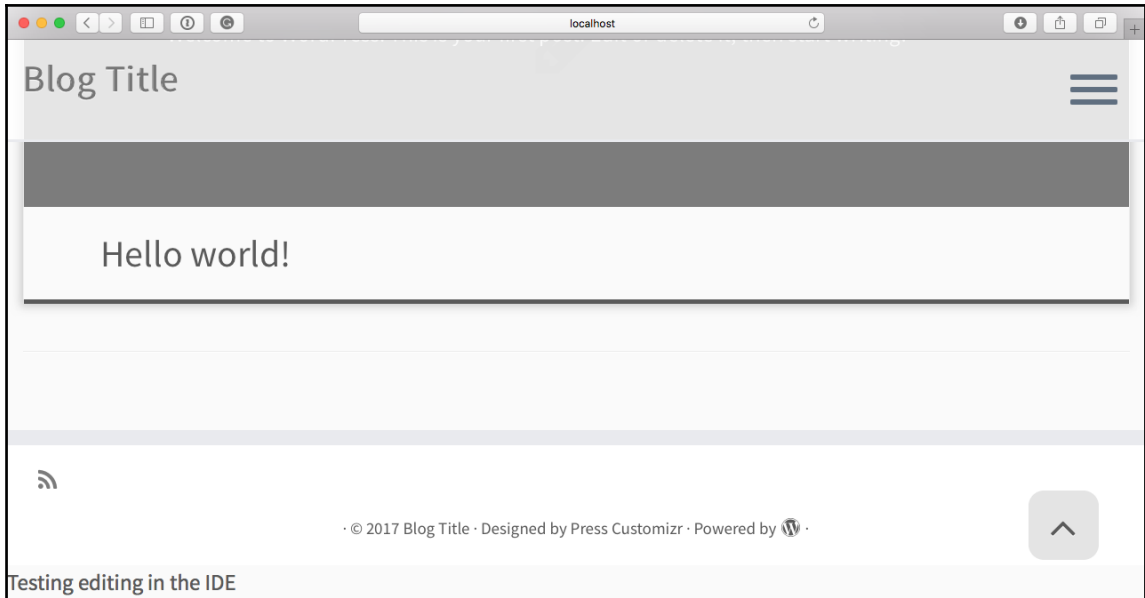 localhost
Blog Title
Hello world!
· © 2017 Blog Title · Designed by Press Customizr · Powered by ·
Testing editing in the IDE